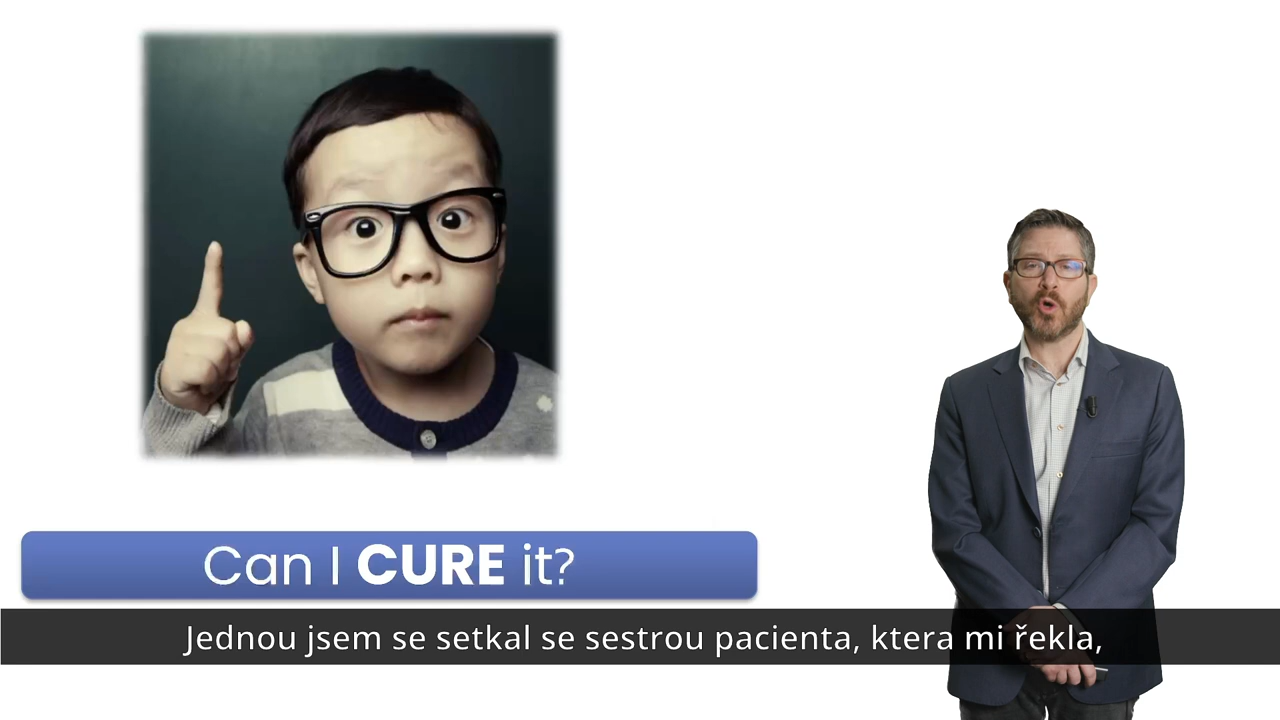 Can I CURE it?
Jednou jsem se setkal se sestrou pacienta, ktera mi řekla,